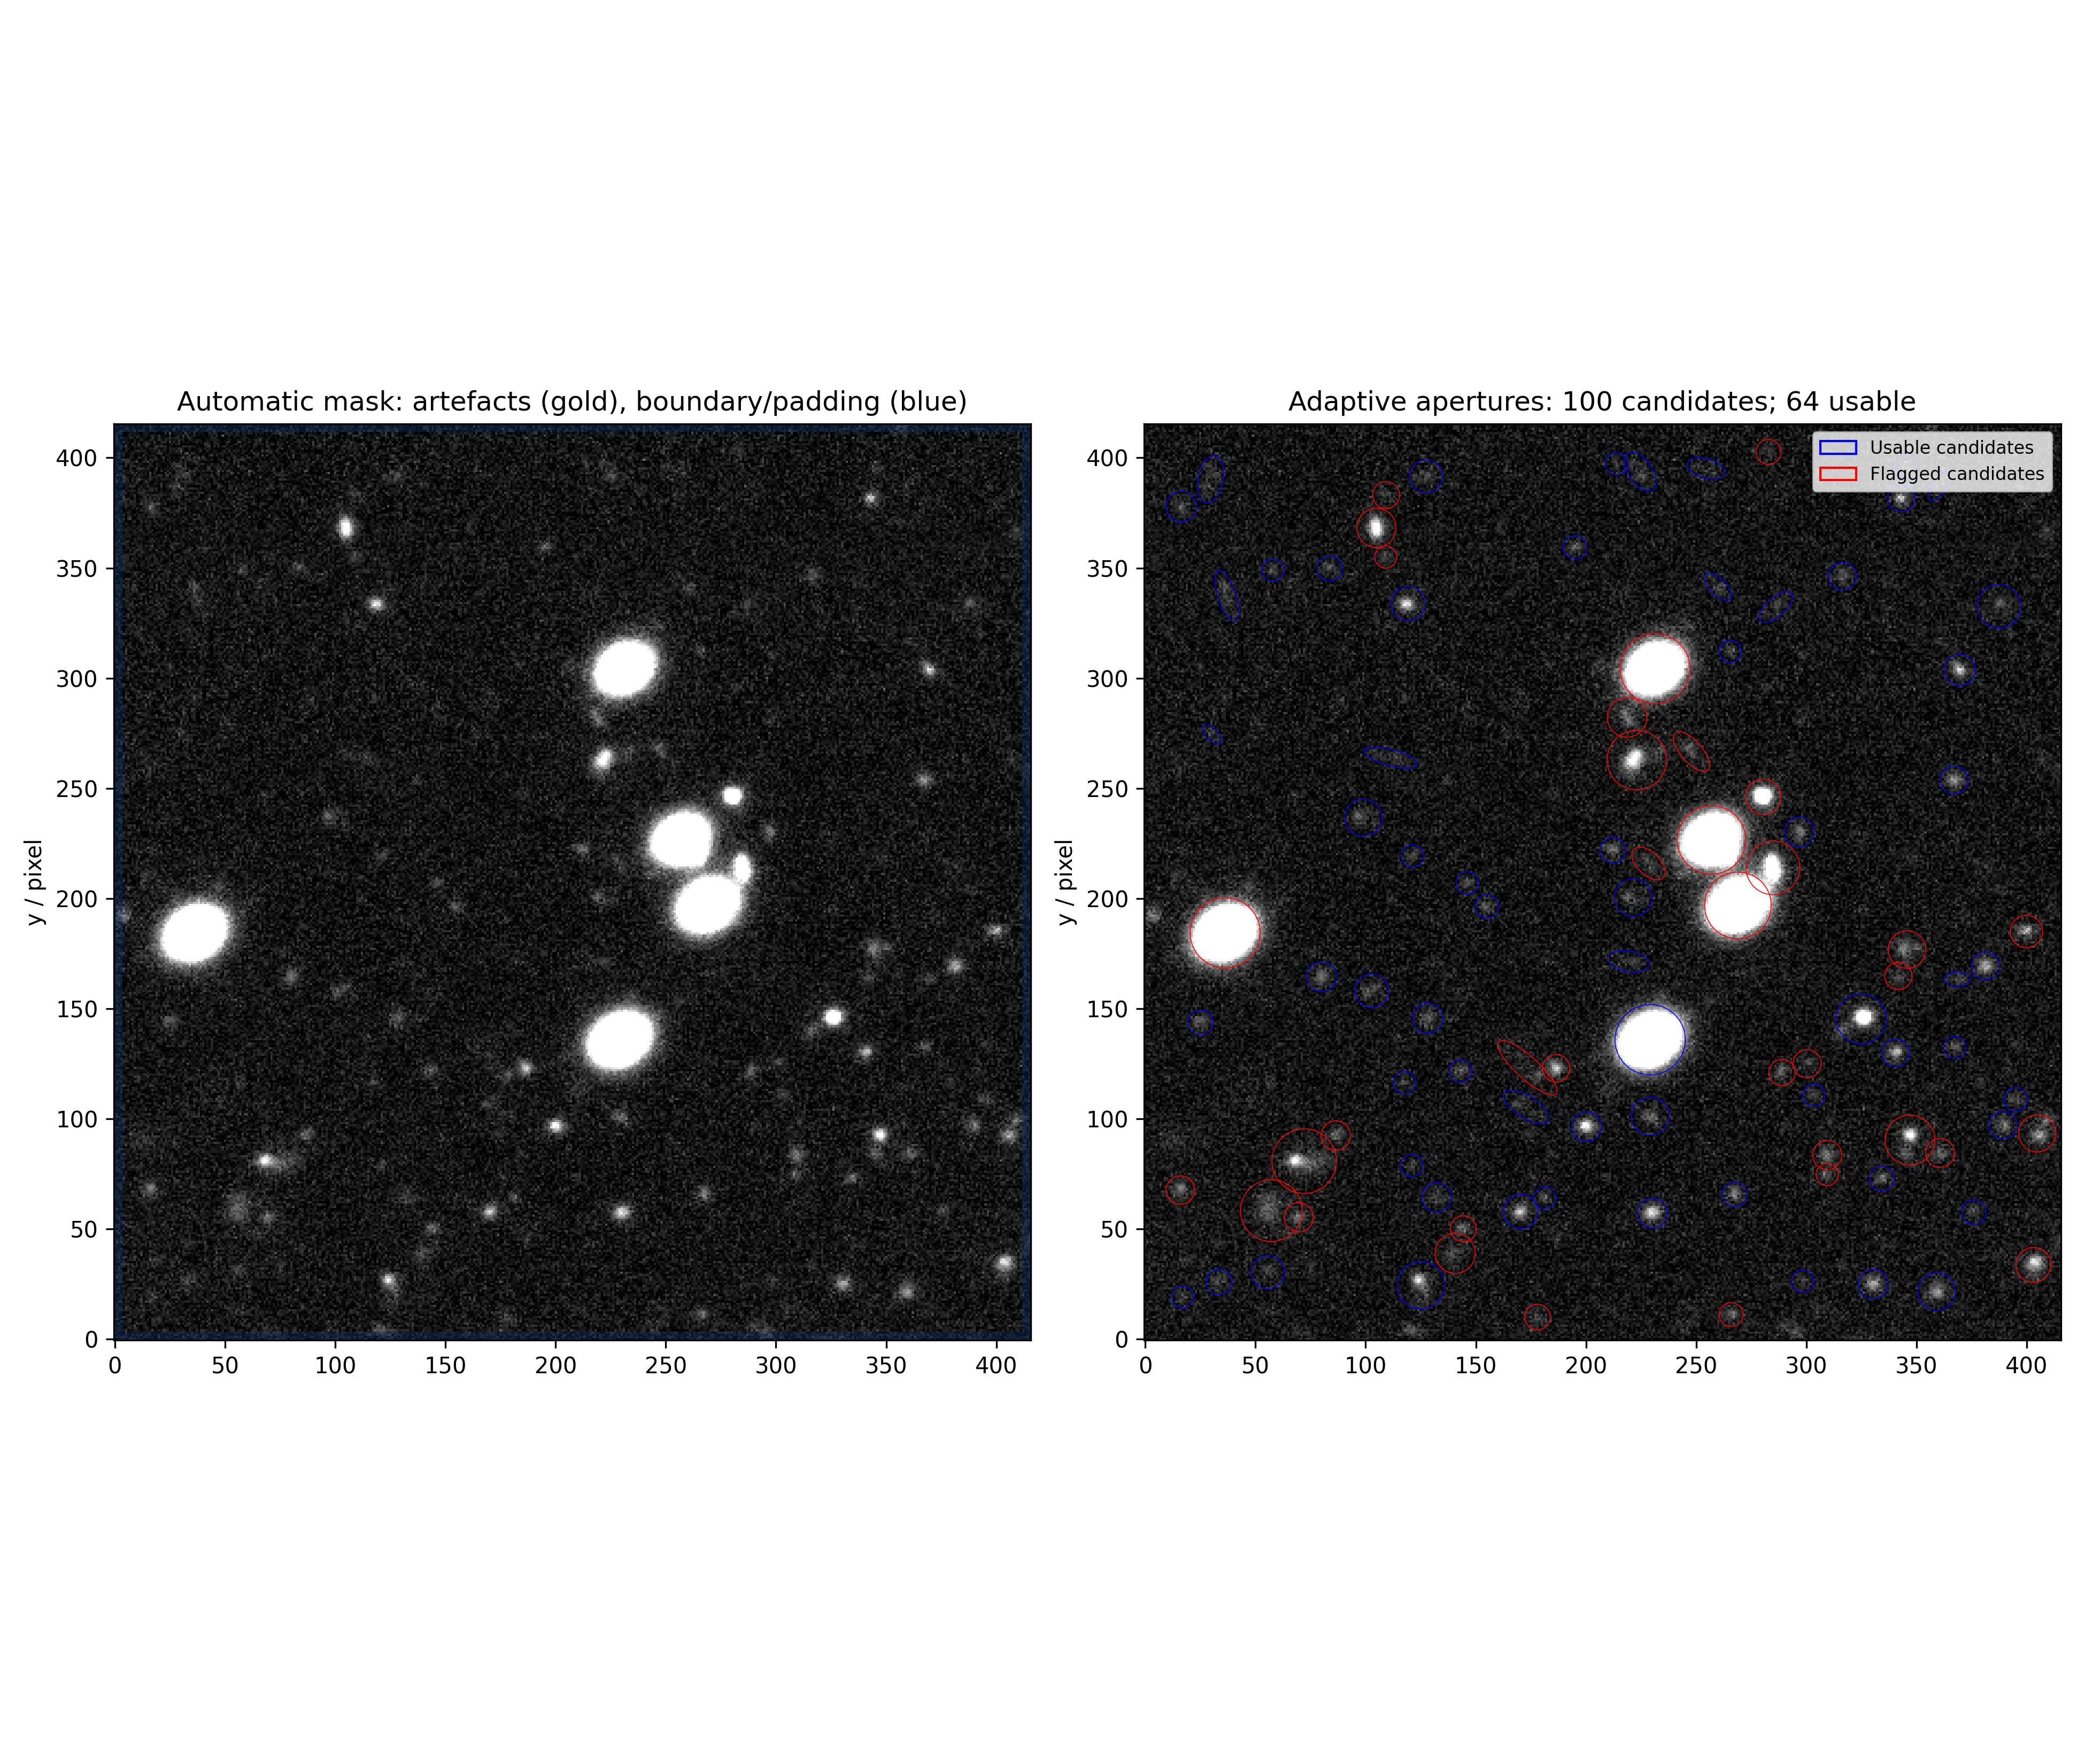 Automatic mask: artefacts (gold), boundary/padding (blue)
y / pixel
400
350
300
250
200
150
100
50
0
0 50 100 150 200 250 300 350 400
Adaptive apertures: 100 candidates; 64 usable
Usable candidates
Flagged candidates
y / pixel
400
350
300
250
200
150
100
50
0
0 50 100 150 200 250 300 350 400